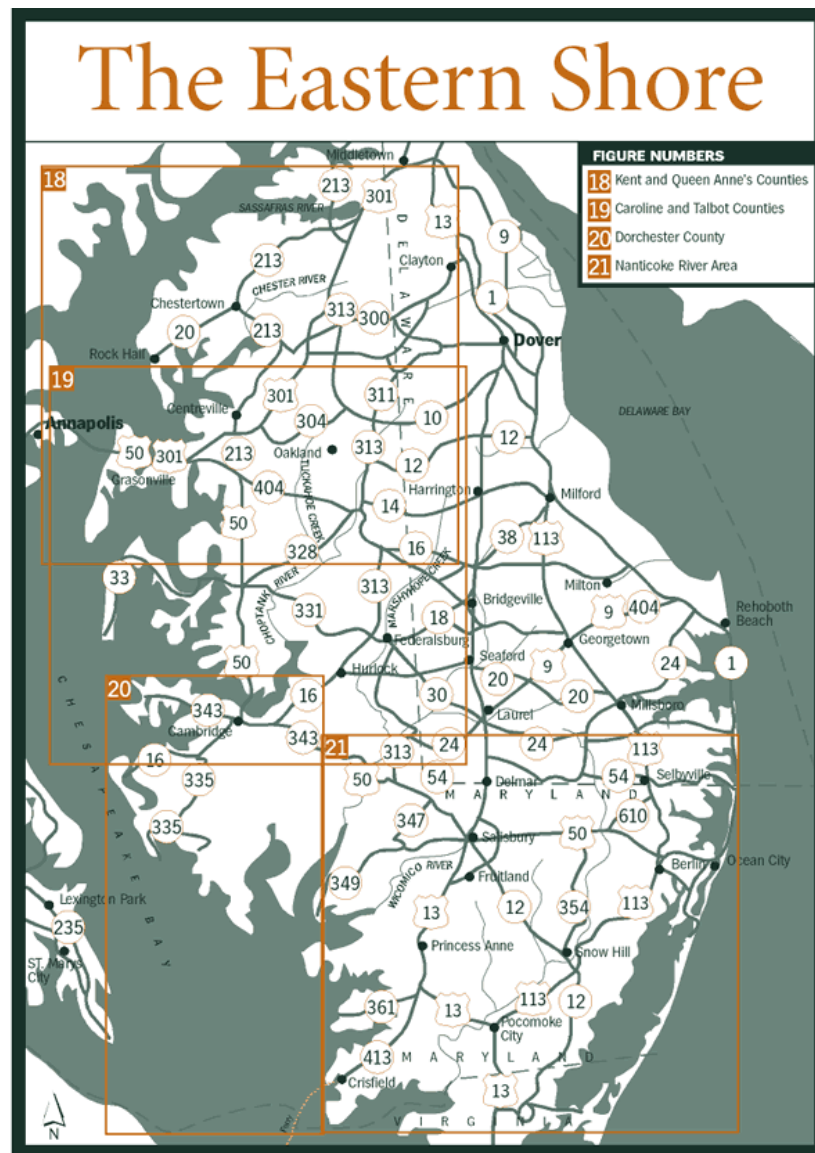 The Eastern Shore
FIGURE NUMBERS
18 Kent and Queen Anne's Counties
19 Caroline and Talbot Counties
20 Dorchester County
21 Nanticoke River Area
Middletown
18
213
301
SASSAFRAS RIVER
13
9
DELAWARE
213
Clayton
CHESTER RIVER
1
Chestertown
313
300
20
213
Dover
Rock Hall
19
301
311
Centreville
304
10
DELAWARE BAY
Annapolis
12
50
301
213
Oakland
313
12
Grasonville
404
TUCKAHOE CREEK
Harrington
Milford
14
50
38
113
328
16
33
CHOPTANK RIVER
313
MARSHYHOPE CREEK
Milton
331
18
Bridgeville
9
404
Rehoboth
Beach
Federalsburg
Georgetown
50
Hurlock
Seaford
9
24
1
20
20
16
30
20
343
Laurel
Millsboro
Cambridge
343
21
313
24
24
113
16
335
50
54
Delmar
54
Selbyville
MARYLAND
335
347
610
Salisbury
50
CHESAPEAKE BAY
WICOMICO RIVER
Berlin
Ocean City
349
Fruitland
Lexington Park
13
12
354
113
235
Princess Anne
Snow Hill
ST. Marys
City
361
13
113
12
Pocomoke
City
413
MARYLAND
Crisfield
13
Ferry
VIRGINIA
N